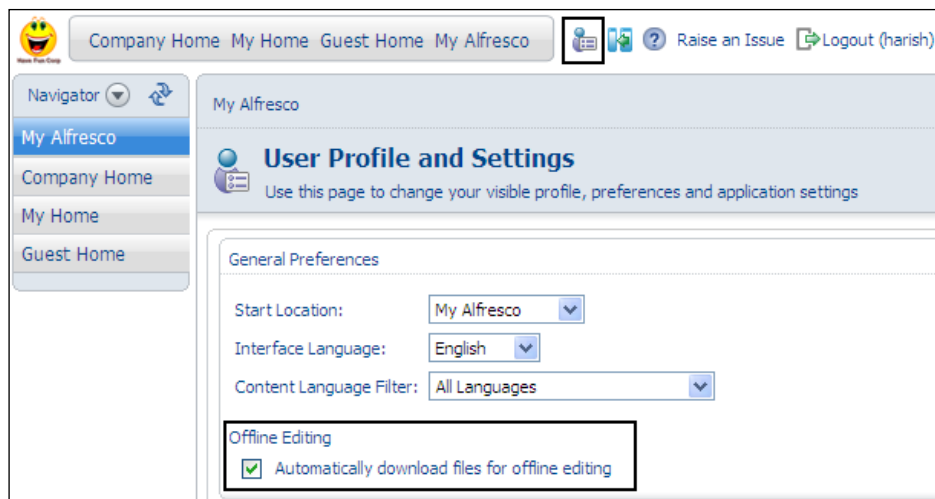 Company Home My Home Guest Home My Alfresco ? Raise an Issue Logout (harish)
Have Fun Corp
Navigator
My Alfresco
My Alfresco
Company Home
My Home
Guest Home
User Profile and Settings
Use this page to change your visible profile, preferences and application settings
General Preferences
Start Location: My Alfresco
Interface Language: English
Content Language Filter: All Languages
Offline Editing
Automatically download files for offline editing